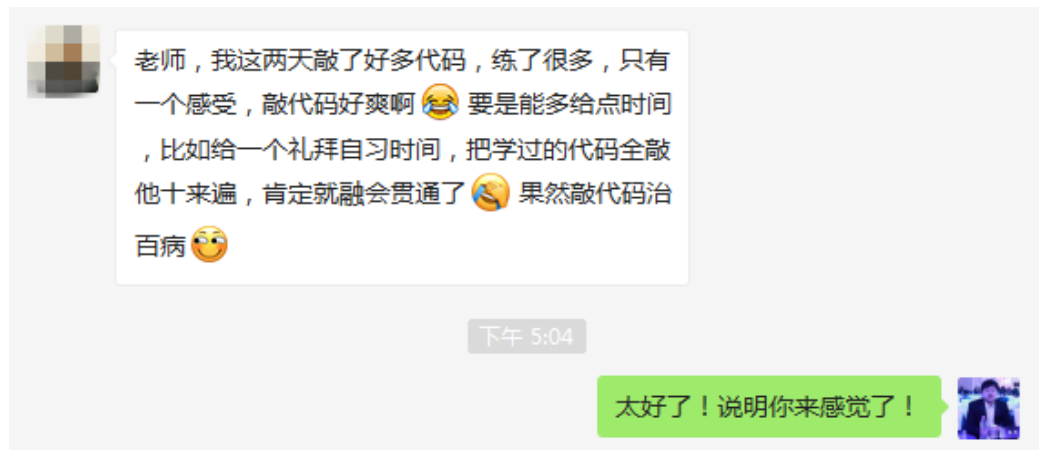 老师，我这两天敲了好多代码，练了很多，只有
一个感受，敲代码好爽啊😂 要是能多给点时间
，比如给一个礼拜自习时间，把学过的代码全敲
他十来遍，肯定就融会贯通了 果然敲代码治
百病
下午 5:04
太好了！说明你来感觉了！